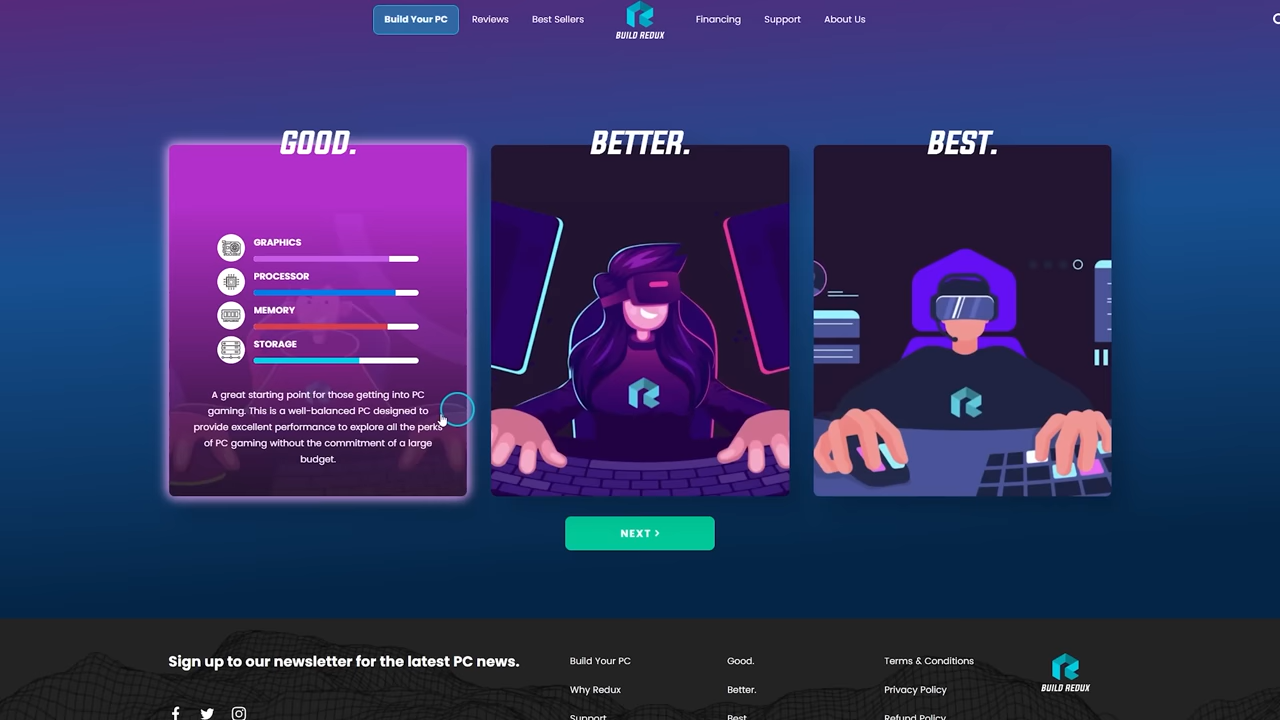 Build Your PC
Reviews
Best Sellers
BUILD REDUX
Financing
Support
About Us
GOOD.
BETTER.
BEST.
GRAPHICS
PROCESSOR
MEMORY
STORAGE
A great starting point for those getting into PC
gaming. This is a well-balanced PC designed to
provide excellent performance to explore all the perks
of PC gaming without the commitment of a large
budget.
NEXT >
Sign up to our newsletter for the latest PC news.
Build Your PC
Good.
Terms & Conditions
BUILD REDUX
Why Redux
Better.
Privacy Policy
Support
Best.
Refund Policy